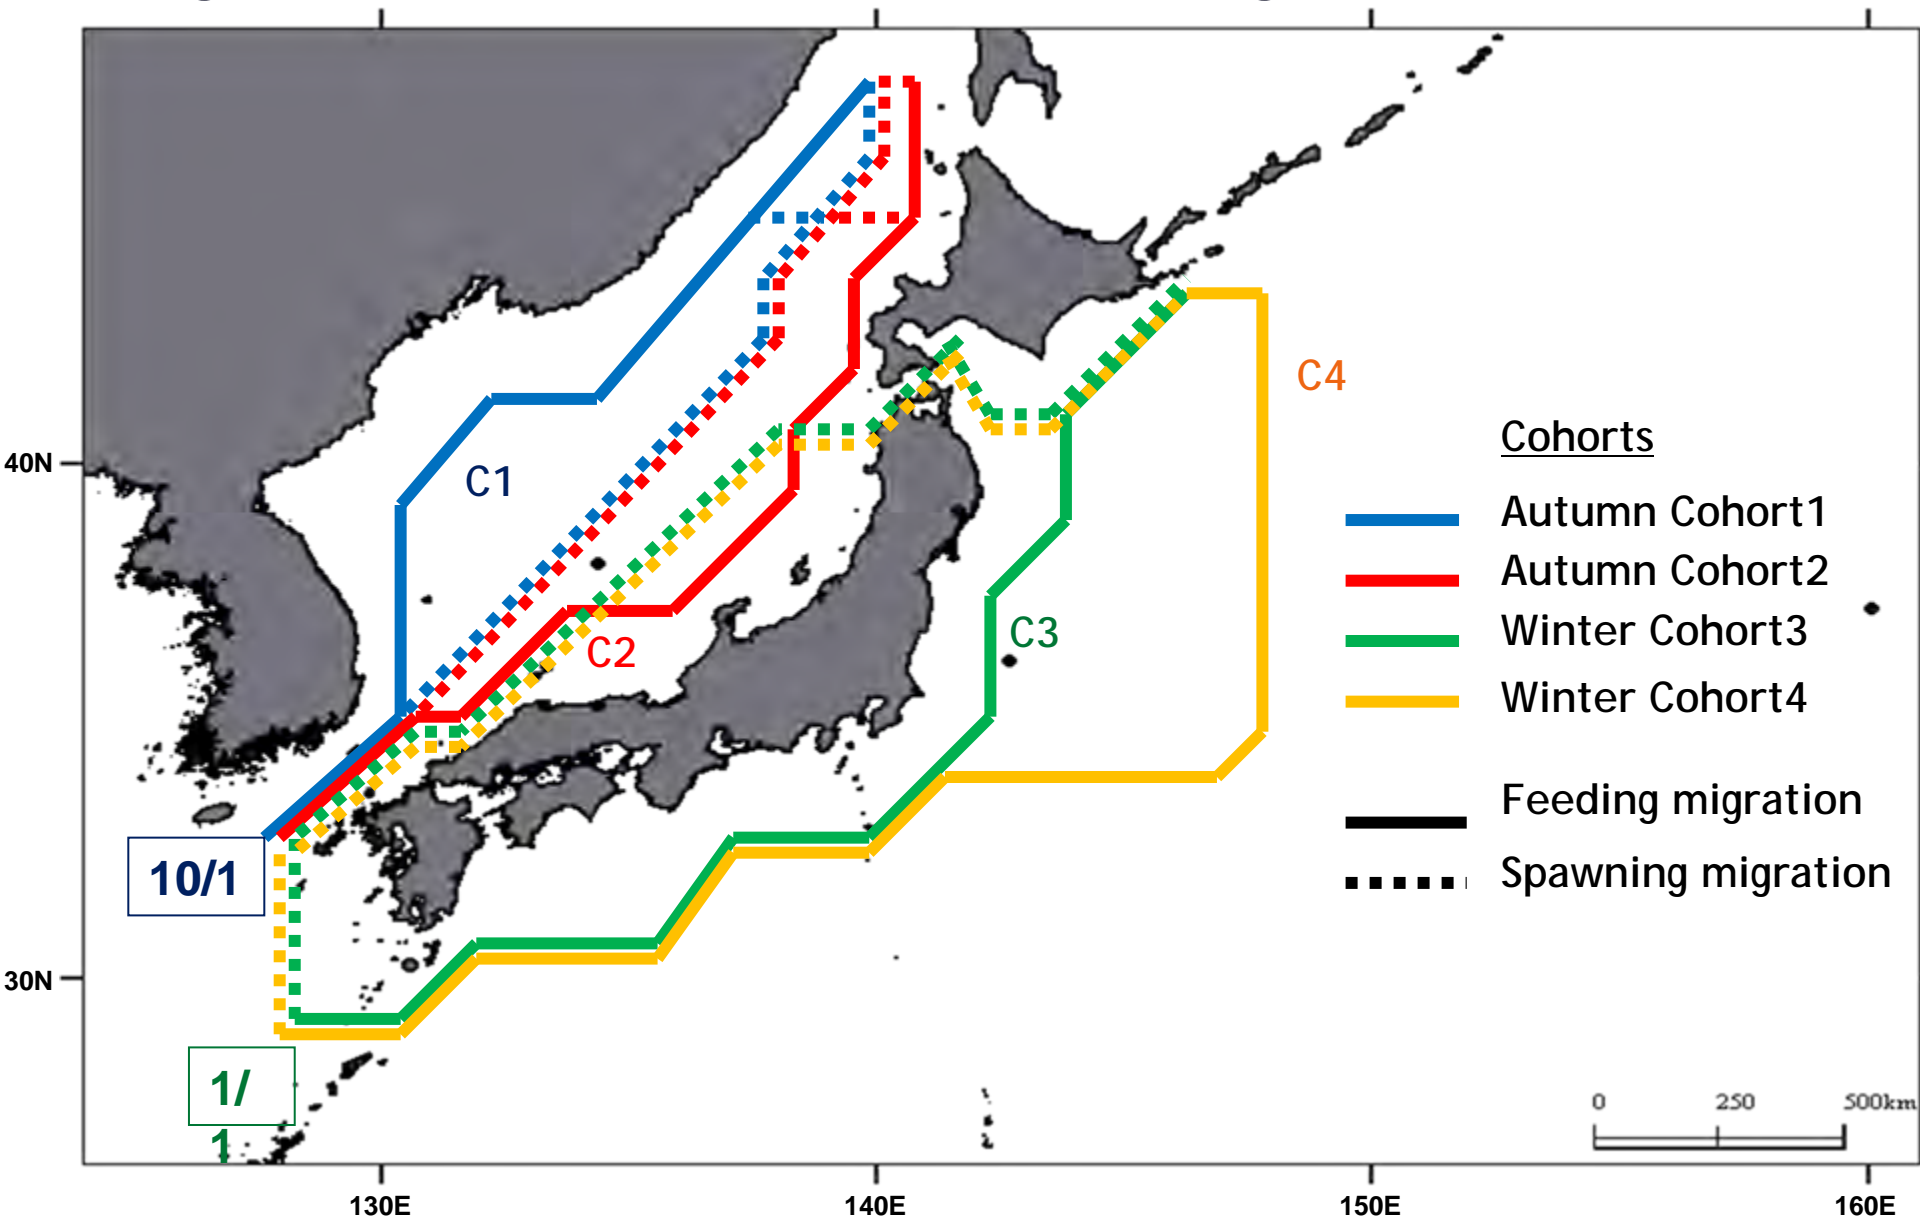 C4
Cohorts
40N
C1
Autumn Cohort1
Autumn Cohort2
Winter Cohort3
C3
C2
Winter Cohort4
Feeding migration
10/1
Spawning migration
30N
1/
1
0 250 500km
130E 140E 150E 160E